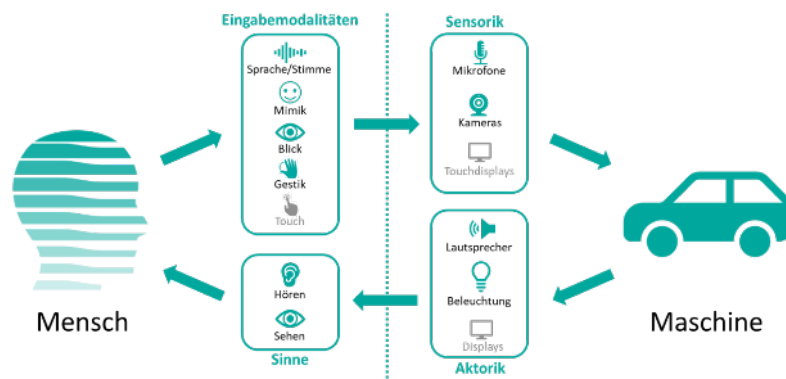 Eingabemodalitäten
Sprache/Stimme
Mimik
Blick
Gestik
Touch
Sensorik
Mikrofone
Kameras
Touchdisplays
Mensch
Hören
Sehen
Sinne
Lautsprecher
Beleuchtung
Displays
Aktorik
Maschine